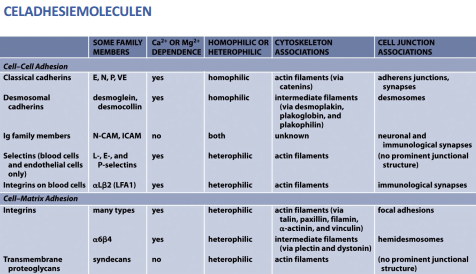 CELADHESIEMOLECULEN
SOME FAMILY MEMBERS Ca²⁺ OR Mg²⁺ DEPENDENCE HOMOPHILIC OR HETEROPHILIC CYTOSKELETON ASSOCIATIONS CELL JUNCTION ASSOCIATIONS
Cell–Cell Adhesion
Classical cadherins E, N, P, VE yes homophilic actin filaments (via adherens junctions,
catenins) synapses
Desmosomal desmoglein, yes homophilic intermediate filaments desmosomes
cadherins desmocollin (via desmoplakin,
plakoglobin, and
plakophilin)
Ig family members N-CAM, ICAM no both unknown neuronal and
immunological synapses
Selectins (blood cells L-, E-, and yes heterophilic actin filaments (no prominent junctional
and endothelial cells P-selectins structure)
only)
Integrins on blood cells αLβ2 (LFA1) yes heterophilic actin filaments immunological synapses
Cell–Matrix Adhesion
Integrins many types yes heterophilic actin filaments (via focal adhesions
talin, paxillin, filamin,
α-actinin, and vinculin)
α6β4 yes heterophilic intermediate filaments hemidesmosomes
(via plectin and dystonin)
Transmembrane syndecans no heterophilic actin filaments (no prominent junctional
proteoglycans structure)